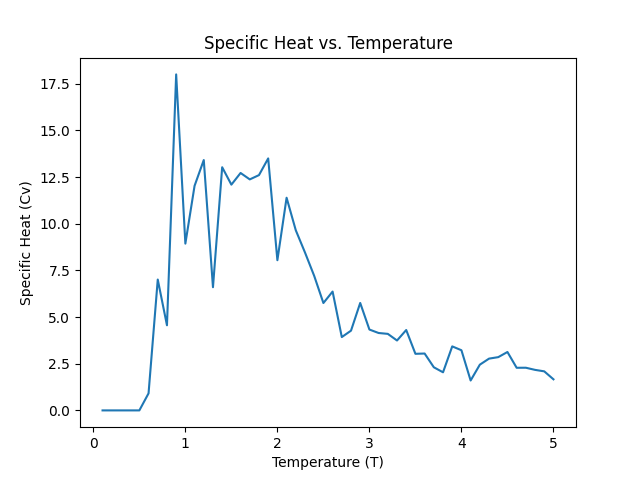 Specific Heat vs. Temperature
Specific Heat (Cv)
17.5
15.0
12.5
10.0
7.5
5.0
2.5
0.0
0 1 2 3 4 5
Temperature (T)